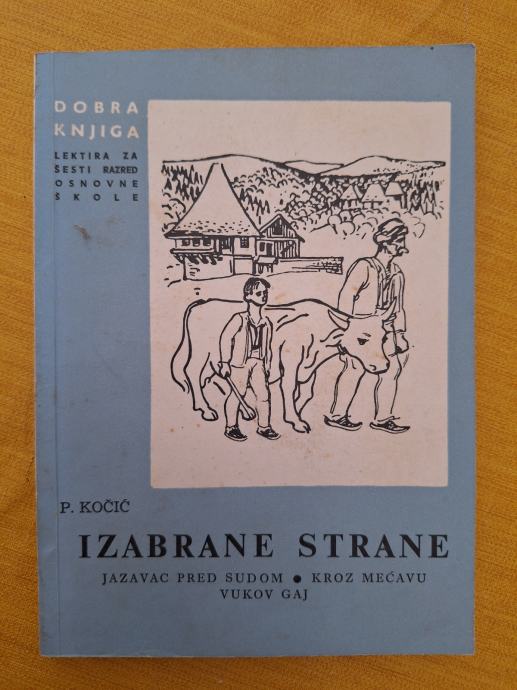 DOBRA
KNJIGA
LEKTIRA ZA
ŠESTI RAZRED
OSNOVNE
ŠKOLE
P. KOČIĆ
IZABRANE STRANE
JAZAVAC PRED SUDOM ● KROZ MEĆAVU
VUKOV GAJ